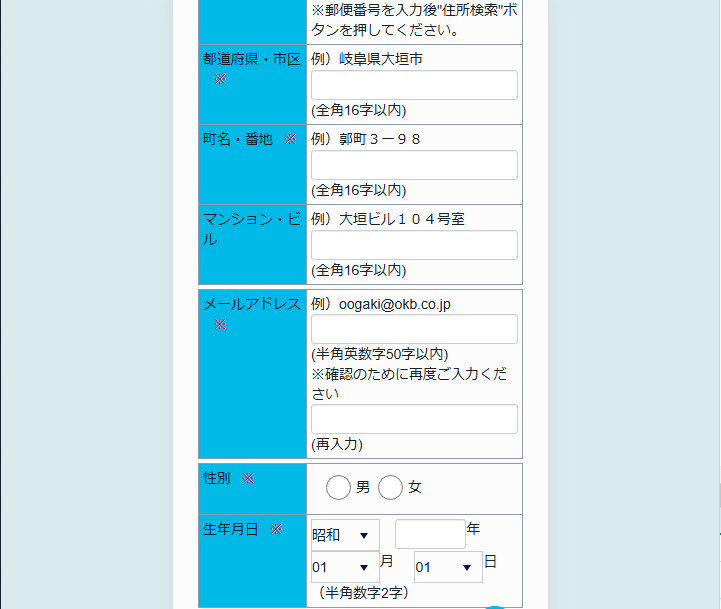 ※郵便番号を入力後"住所検索"ボ
タンを押してください。
都道府県・市区
※
例）岐阜県大垣市
(全角16字以内)
町名・番地 ※
例）郭町３－９８
(全角16字以内)
マンション・ビ
ル
例）大垣ビル１０４号室
(全角16字以内)
メールアドレス
※
例）oogaki@okb.co.jp
(半角英数字50字以内)
※確認のために再度ご入力くだ
さい
(再入力)
性別 ※
男 女
生年月日 ※
昭和 年
01 月 01 日
（半角数字2字）